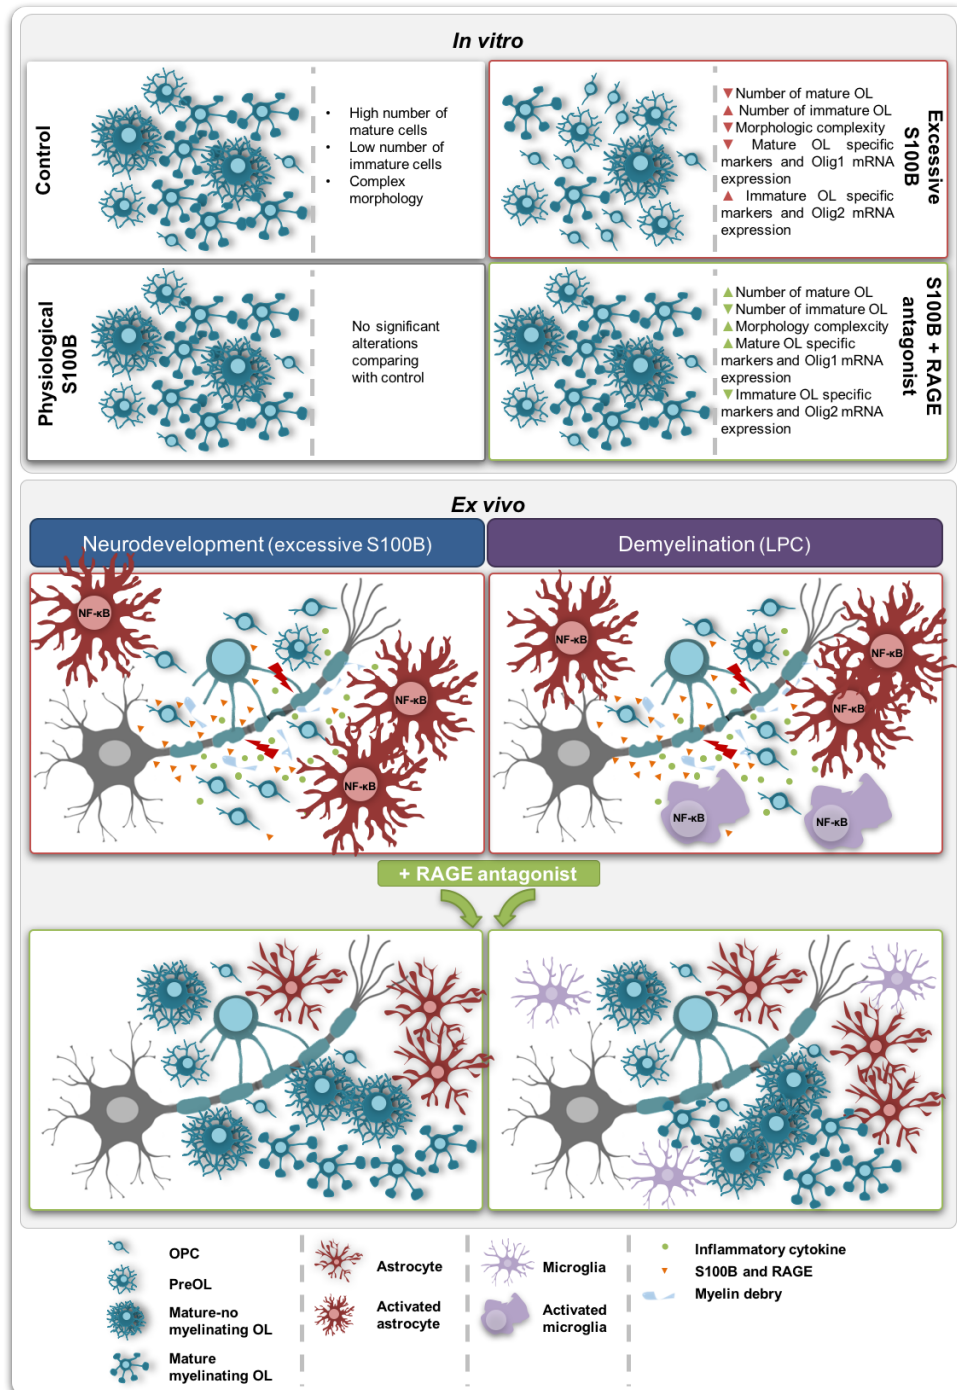 In vitro
Control
• High number of
mature cells
• Low number of
immature cells
• Complex
morphology
▼ Number of mature OL
▲ Number of immature OL
▼ Morphologic complexity
▼ Mature OL specific
markers and Olig1 mRNA
expression
▲ Immature OL specific
markers and Olig2 mRNA
expression
Excessive
S100B
Physiological
S100B
No significant
alterations
comparing
with control
▲ Number of mature OL
▼ Number of immature OL
▲ Morphology complexcity
▲ Mature OL specific
markers and Olig1 mRNA
expression
▼ Immature OL specific
markers and Olig2 mRNA
expression
S100B + RAGE
antagonist
Ex vivo
Neurodevelopment (excessive S100B)
Demyelination (LPC)
NF-κB
NF-κB
NF-κB
NF-κB
NF-κB
NF-κB
NF-κB
NF-κB
+ RAGE antagonist
OPC
PreOL
Mature-no
myelinating OL
Mature
myelinating OL
Astrocyte
Activated
astrocyte
Microglia
Activated
microglia
Inflammatory cytokine
S100B and RAGE
Myelin debry